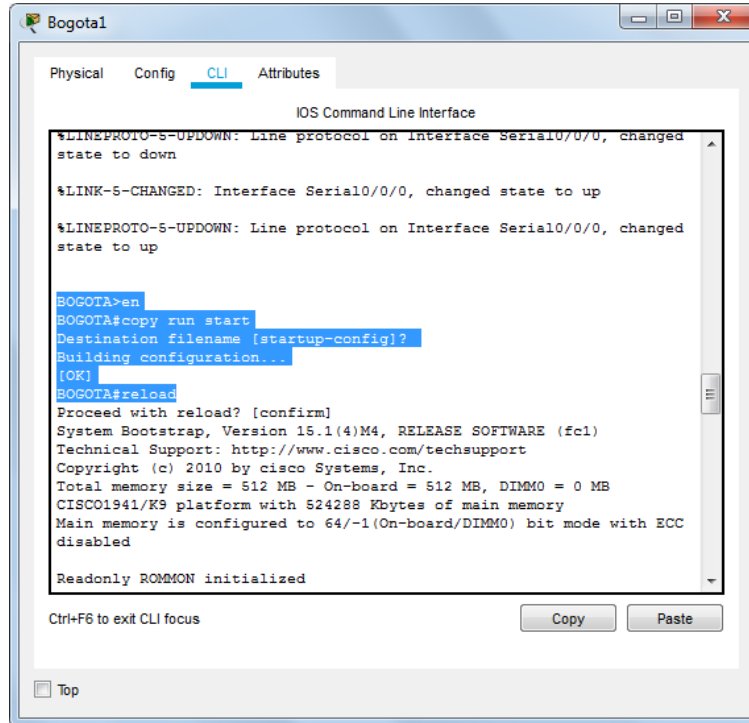 Bogota1
Physical Config CLI Attributes
IOS Command Line Interface
%LINEPROTO-5-UPDOWN: Line protocol on Interface Serial0/0/0, changed
state to down
%LINK-5-CHANGED: Interface Serial0/0/0, changed state to up
%LINEPROTO-5-UPDOWN: Line protocol on Interface Serial0/0/0, changed
state to up
BOGOTA>en
BOGOTA#copy run start
Destination filename [startup-config]?
Building configuration...
[OK]
BOGOTA#reload
Proceed with reload? [confirm]
System Bootstrap, Version 15.1(4)M4, RELEASE SOFTWARE (fc1)
Technical Support: http://www.cisco.com/techsupport
Copyright (c) 2010 by cisco Systems, Inc.
Total memory size = 512 MB - On-board = 512 MB, DIMM0 = 0 MB
CISCO1941/K9 platform with 524288 Kbytes of main memory
Main memory is configured to 64/-1(On-board/DIMM0) bit mode with ECC
disabled
Readonly ROMMON initialized
Ctrl+F6 to exit CLI focus
Copy Paste
Top